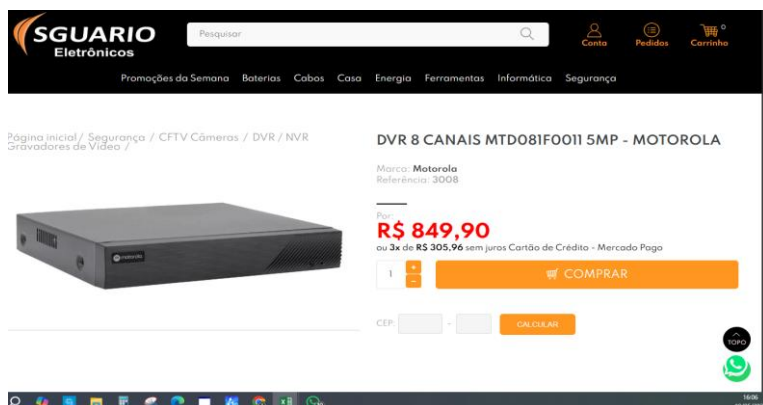 SGUARIO
Eletrônicos
Pesquisar
Conta
Pedidos
0
Carrinho
Promoções da Semana Baterias Cabos Casa Energia Ferramentas Informática Segurança
Página inicial / Segurança / CFTV Câmeras / DVR / NVR
Gravadores de Vídeo /
DVR 8 CANAIS MTD081F0011 5MP - MOTOROLA
Marca: Motorola
Referência: 3008
Por:
R$ 849,90
ou 3x de R$ 305,96 sem juros Cartão de Crédito - Mercado Pago
1
+
-
COMPRAR
CEP: - CALCULAR
motorola
TOPO
16:06